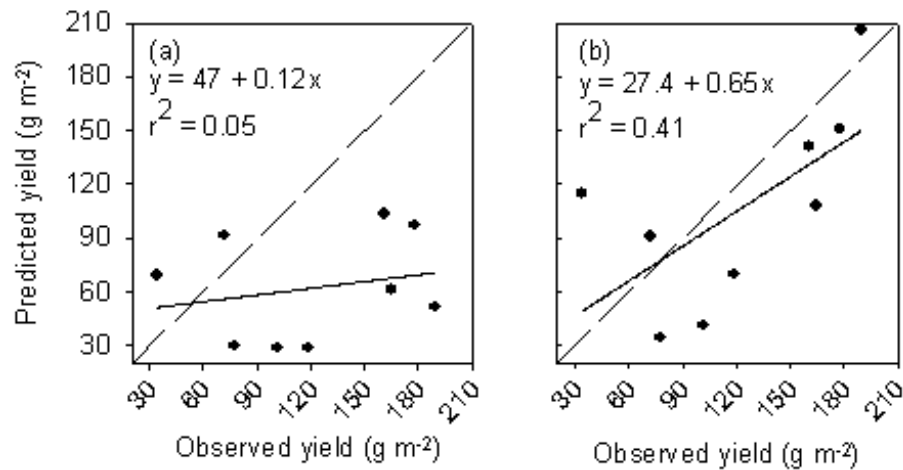 Predicted yield (g m-2)
210
180
150
120
90
60
30
(a)
y = 47 + 0.12x
r2 = 0.05
30 60 90 120 150 180 210
Observed yield (g m-2)
(b)
y = 27.4 + 0.65x
r2 = 0.41
30 60 90 120 150 180 210
Observed yield (g m-2)